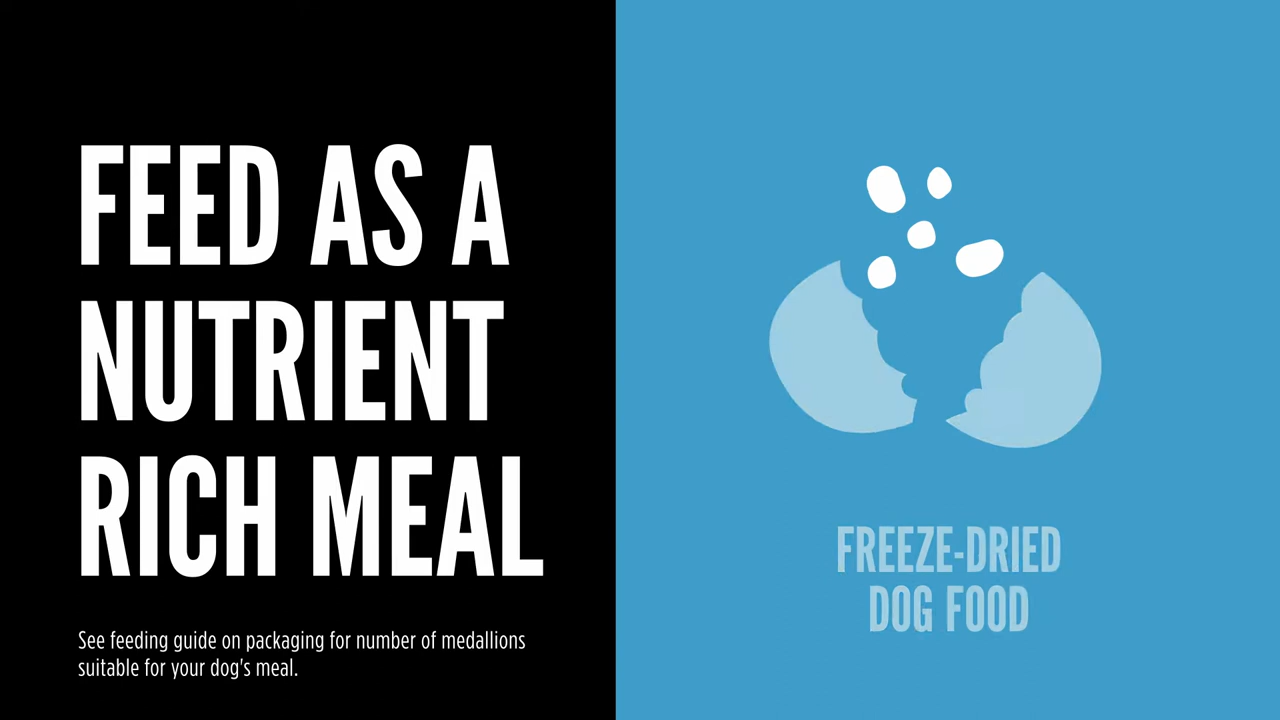 FEED AS A
NUTRIENT
RICH MEAL
See feeding guide on packaging for number of medallions
suitable for your dog's meal.
FREEZE-DRIED
DOG FOOD